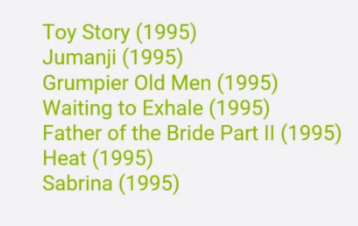 Toy Story (1995)
Jumanji (1995)
Grumpier Old Men (1995)
Waiting to Exhale (1995)
Father of the Bride Part II (1995)
Heat (1995)
Sabrina (1995)